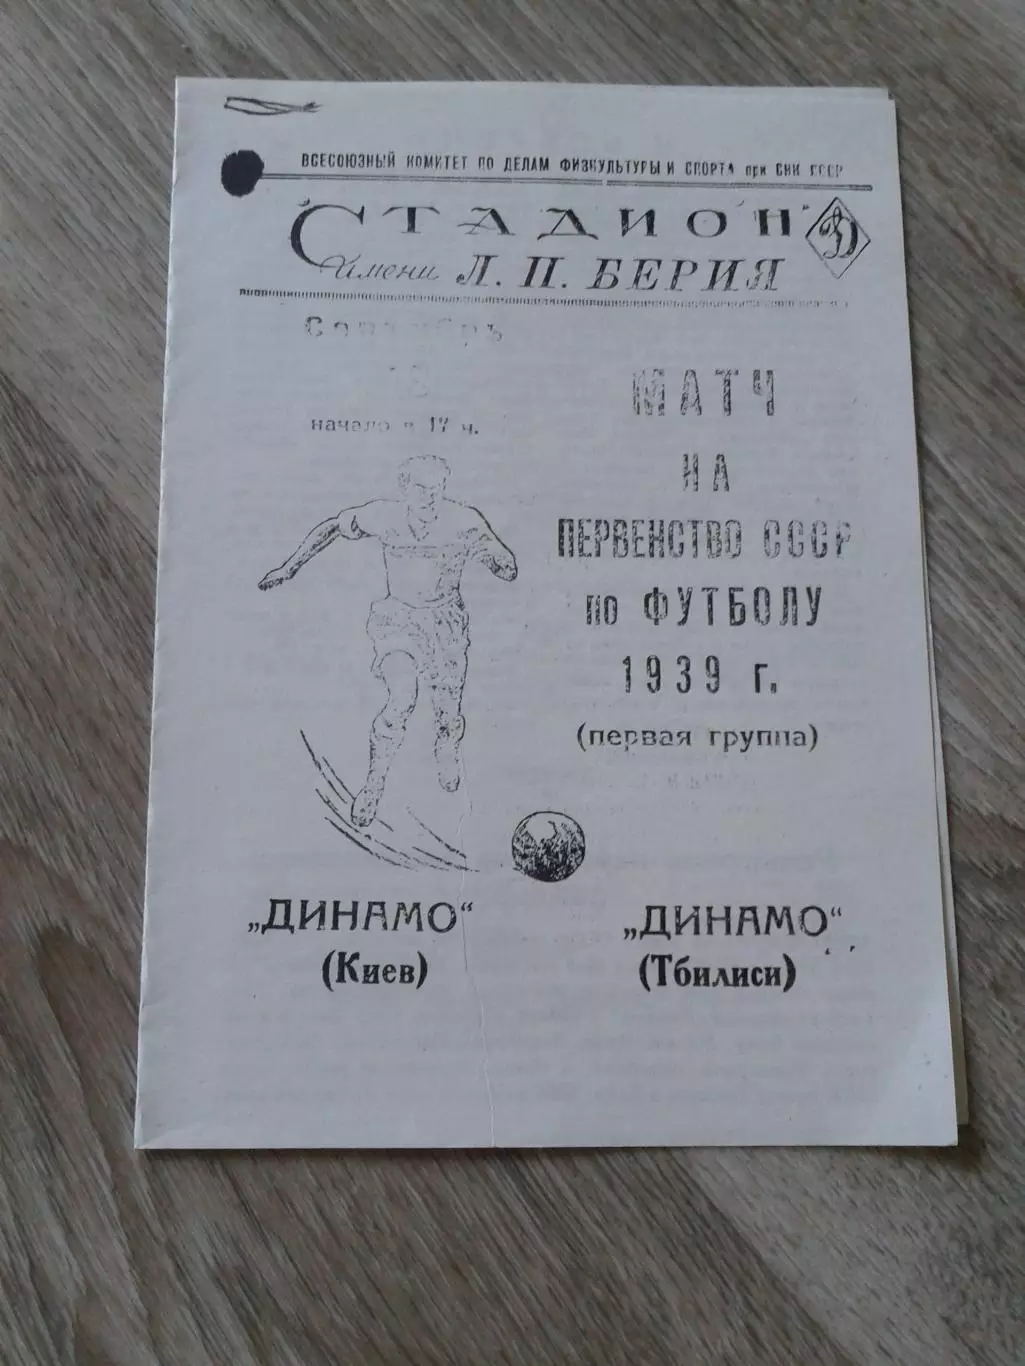 ВСЕСОЮЗНЫЙ КОМИТЕТ ПО ДЕЛАМ ФИЗКУЛЬТУРЫ И СПОРТА при СНК СССР
СТАДИОН
имени Л. П. БЕРИЯ
Сентябрь
начало в 17 ч.
МАТЧ
НА
ПЕРВЕНСТВО СССР
ПО ФУТБОЛУ
1939 г.
(первая группа)
„ДИНАМО“ „ДИНАМО“
(Киев) (Тбилиси)